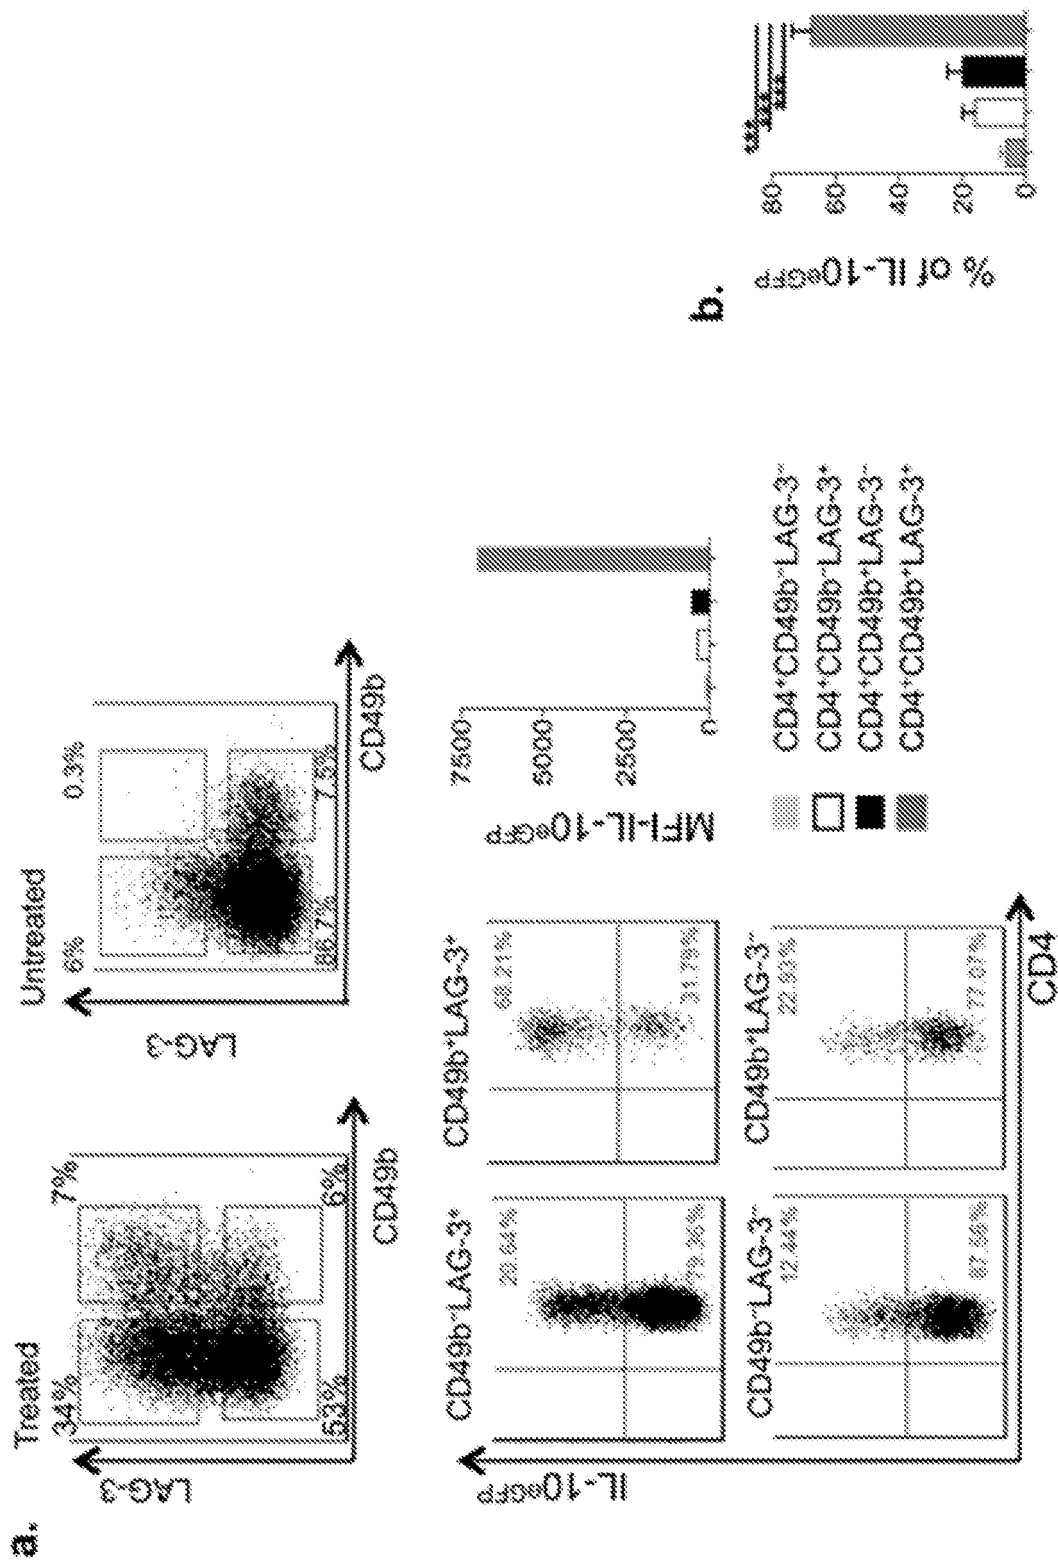 a.
Treated
34%
7%
53%
6%
LAG-3
CD49b
Untreated
6%
0.3%
86.7%
7.5%
LAG-3
CD49b
CD49b⁻LAG-3⁺
20.64%
79.36%
CD49b⁺LAG-3⁺
68.21%
31.79%
CD49b⁻LAG-3⁻
12.44%
87.56%
CD49b⁺LAG-3⁻
22.93%
77.07%
IL-10eGFP
CD4
MFI-IL-10eGFP
7500
5000
2500
0
CD4⁺CD49b⁻LAG-3⁻
CD4⁺CD49b⁻LAG-3⁺
CD4⁺CD49b⁺LAG-3⁻
CD4⁺CD49b⁺LAG-3⁺
b.
% of IL-10eGFP
80
60
40
20
0